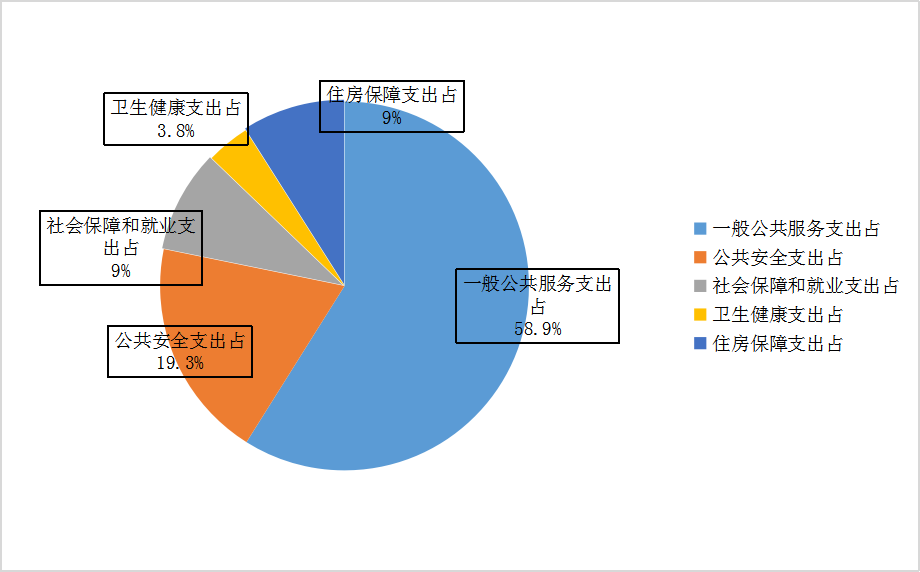 住房保障支出占
9%
卫生健康支出占
3.8%
社会保障和就业支
出占
9%
公共安全支出占
19.3%
一般公共服务支出
占
58.9%
一般公共服务支出占
公共安全支出占
社会保障和就业支出占
卫生健康支出占
住房保障支出占